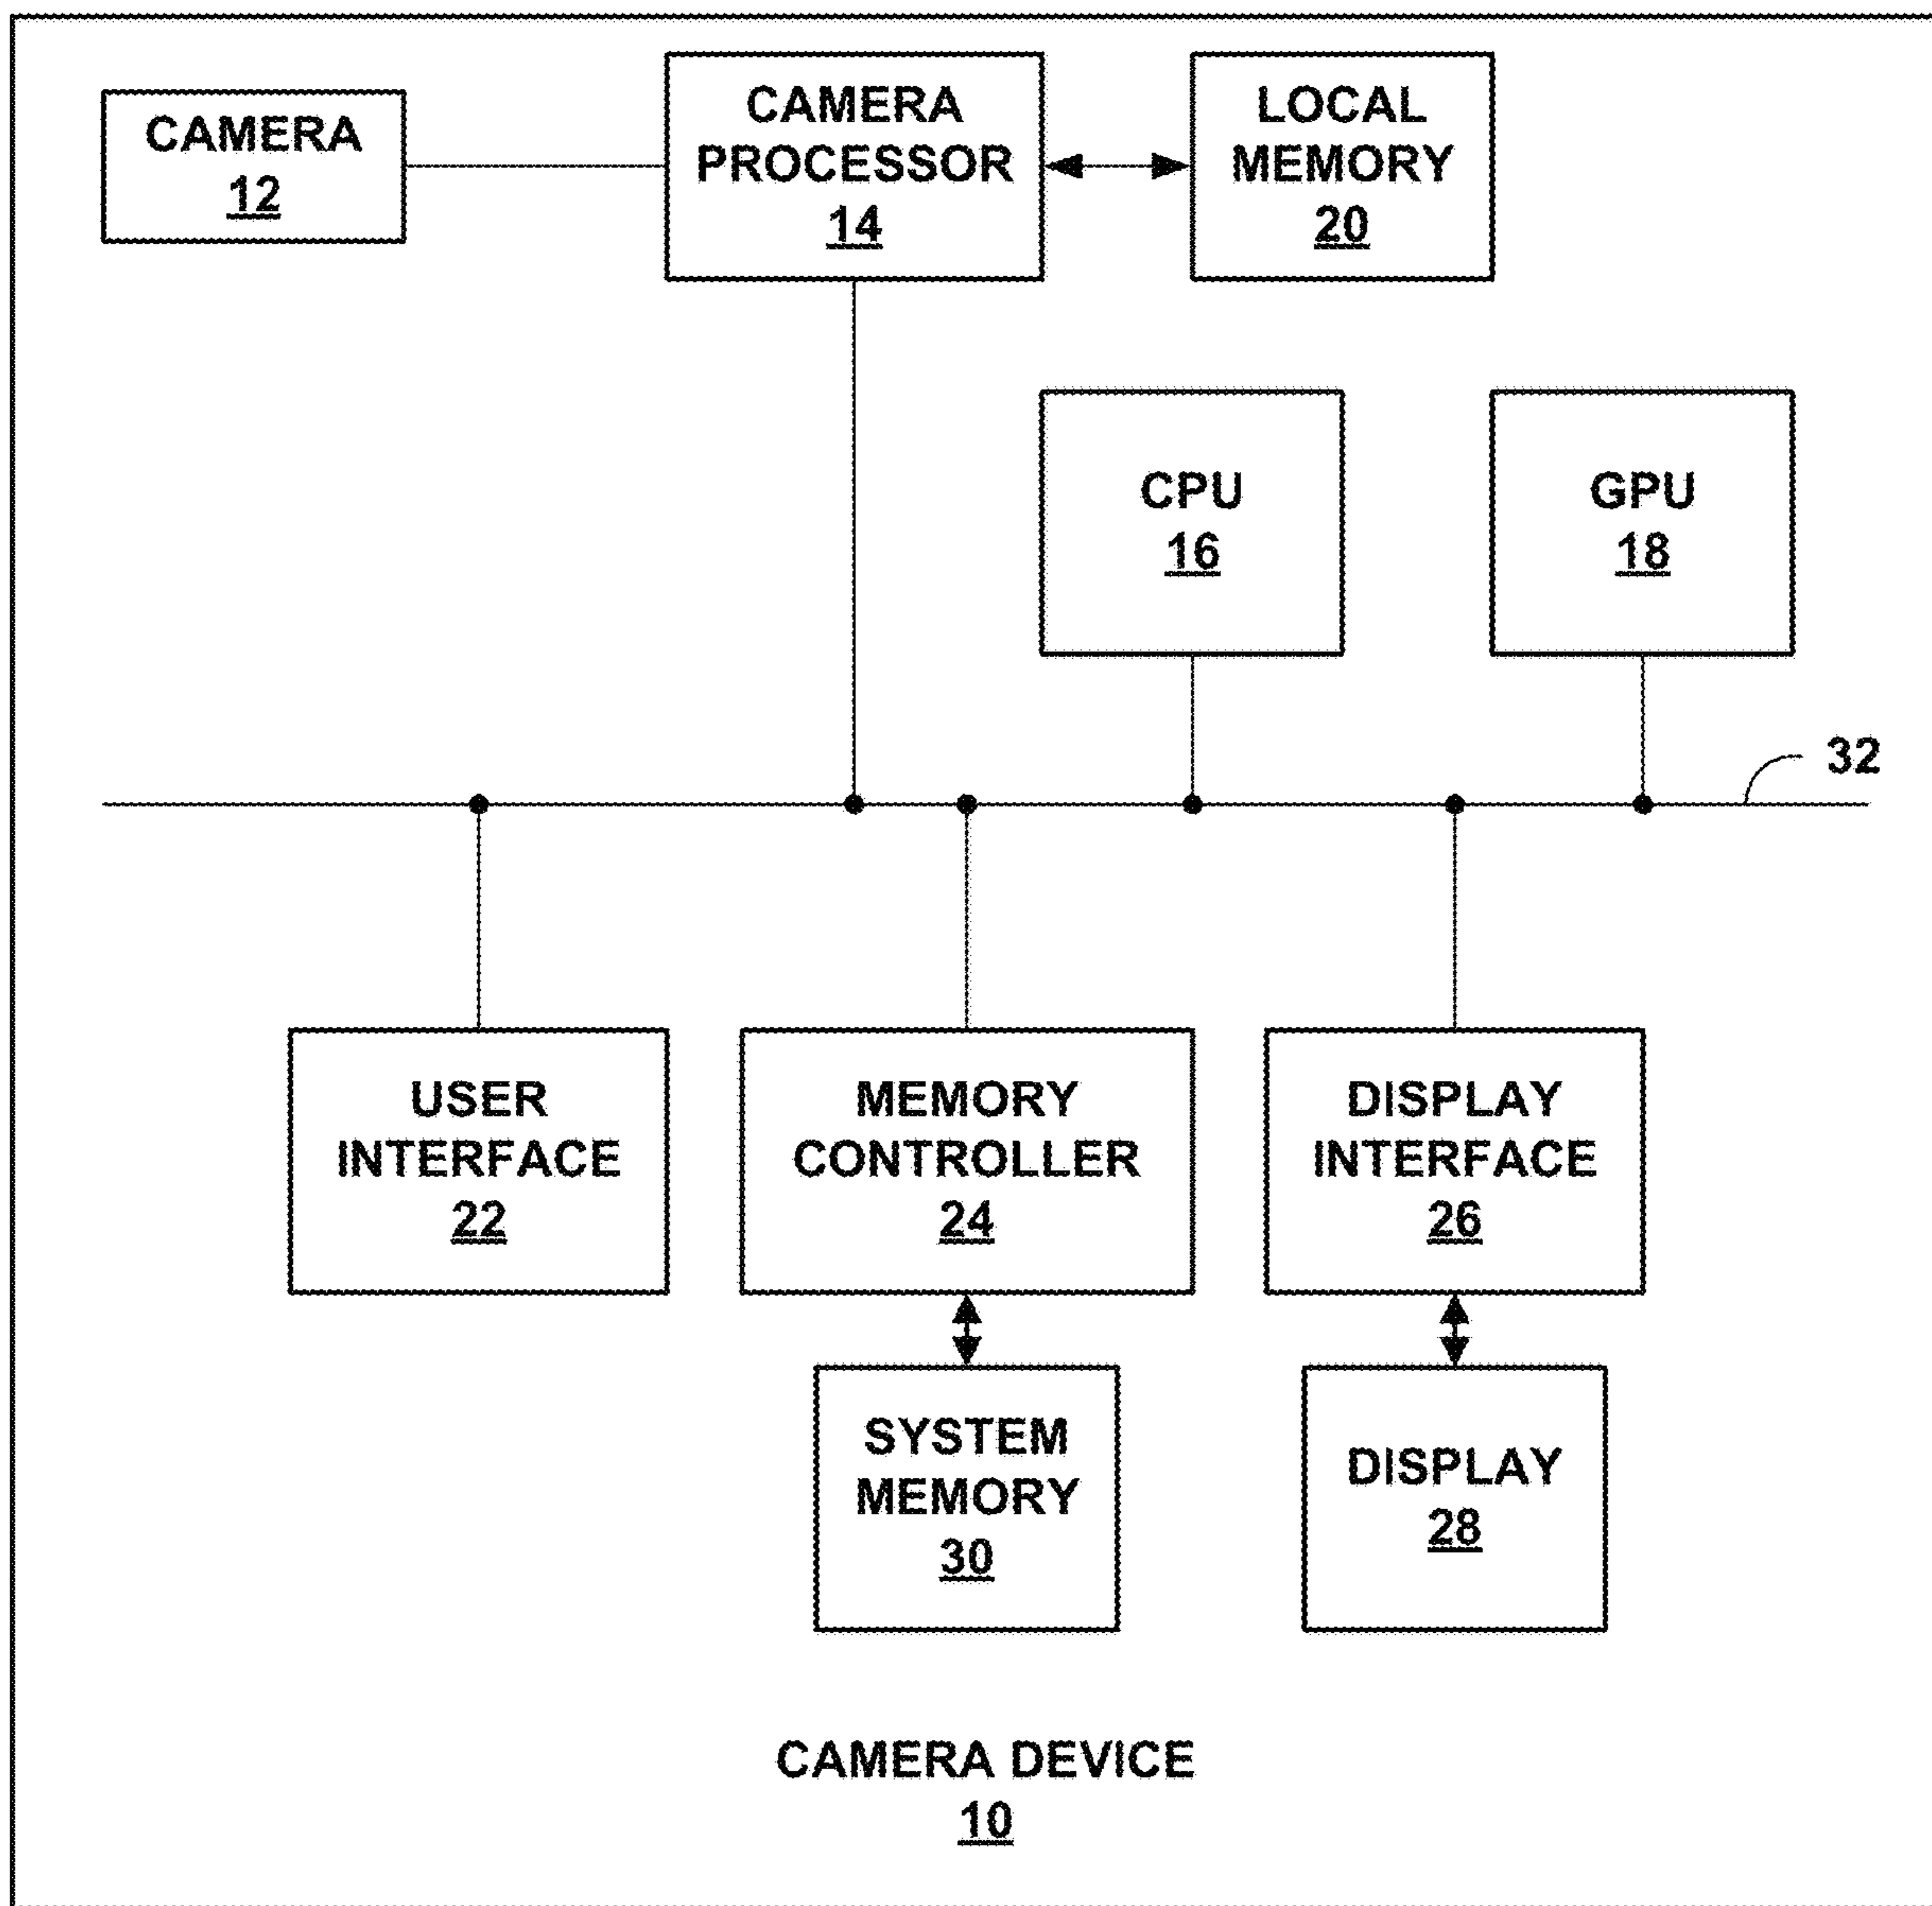 CAMERA
12
CAMERA
PROCESSOR
14
LOCAL
MEMORY
20
CPU
16
GPU
18
32
USER
INTERFACE
22
MEMORY
CONTROLLER
24
DISPLAY
INTERFACE
26
SYSTEM
MEMORY
30
DISPLAY
28
CAMERA DEVICE
10